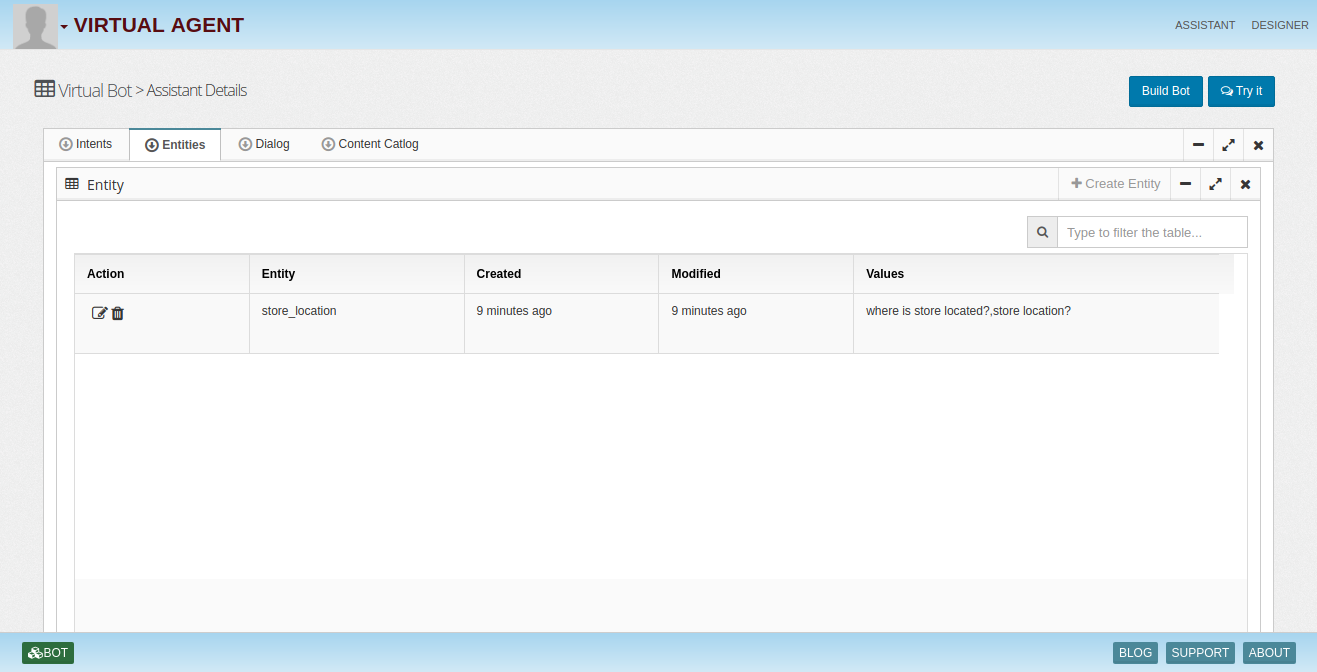 VIRTUAL AGENT ASSISTANT DESIGNER
Virtual Bot > Assistant Details Build Bot Try it
Intents Entities Dialog Content Catlog
Entity Create Entity
Type to filter the table...
Action Entity Created Modified Values
store_location 9 minutes ago 9 minutes ago where is store located?,store location?
BOT BLOG SUPPORT ABOUT